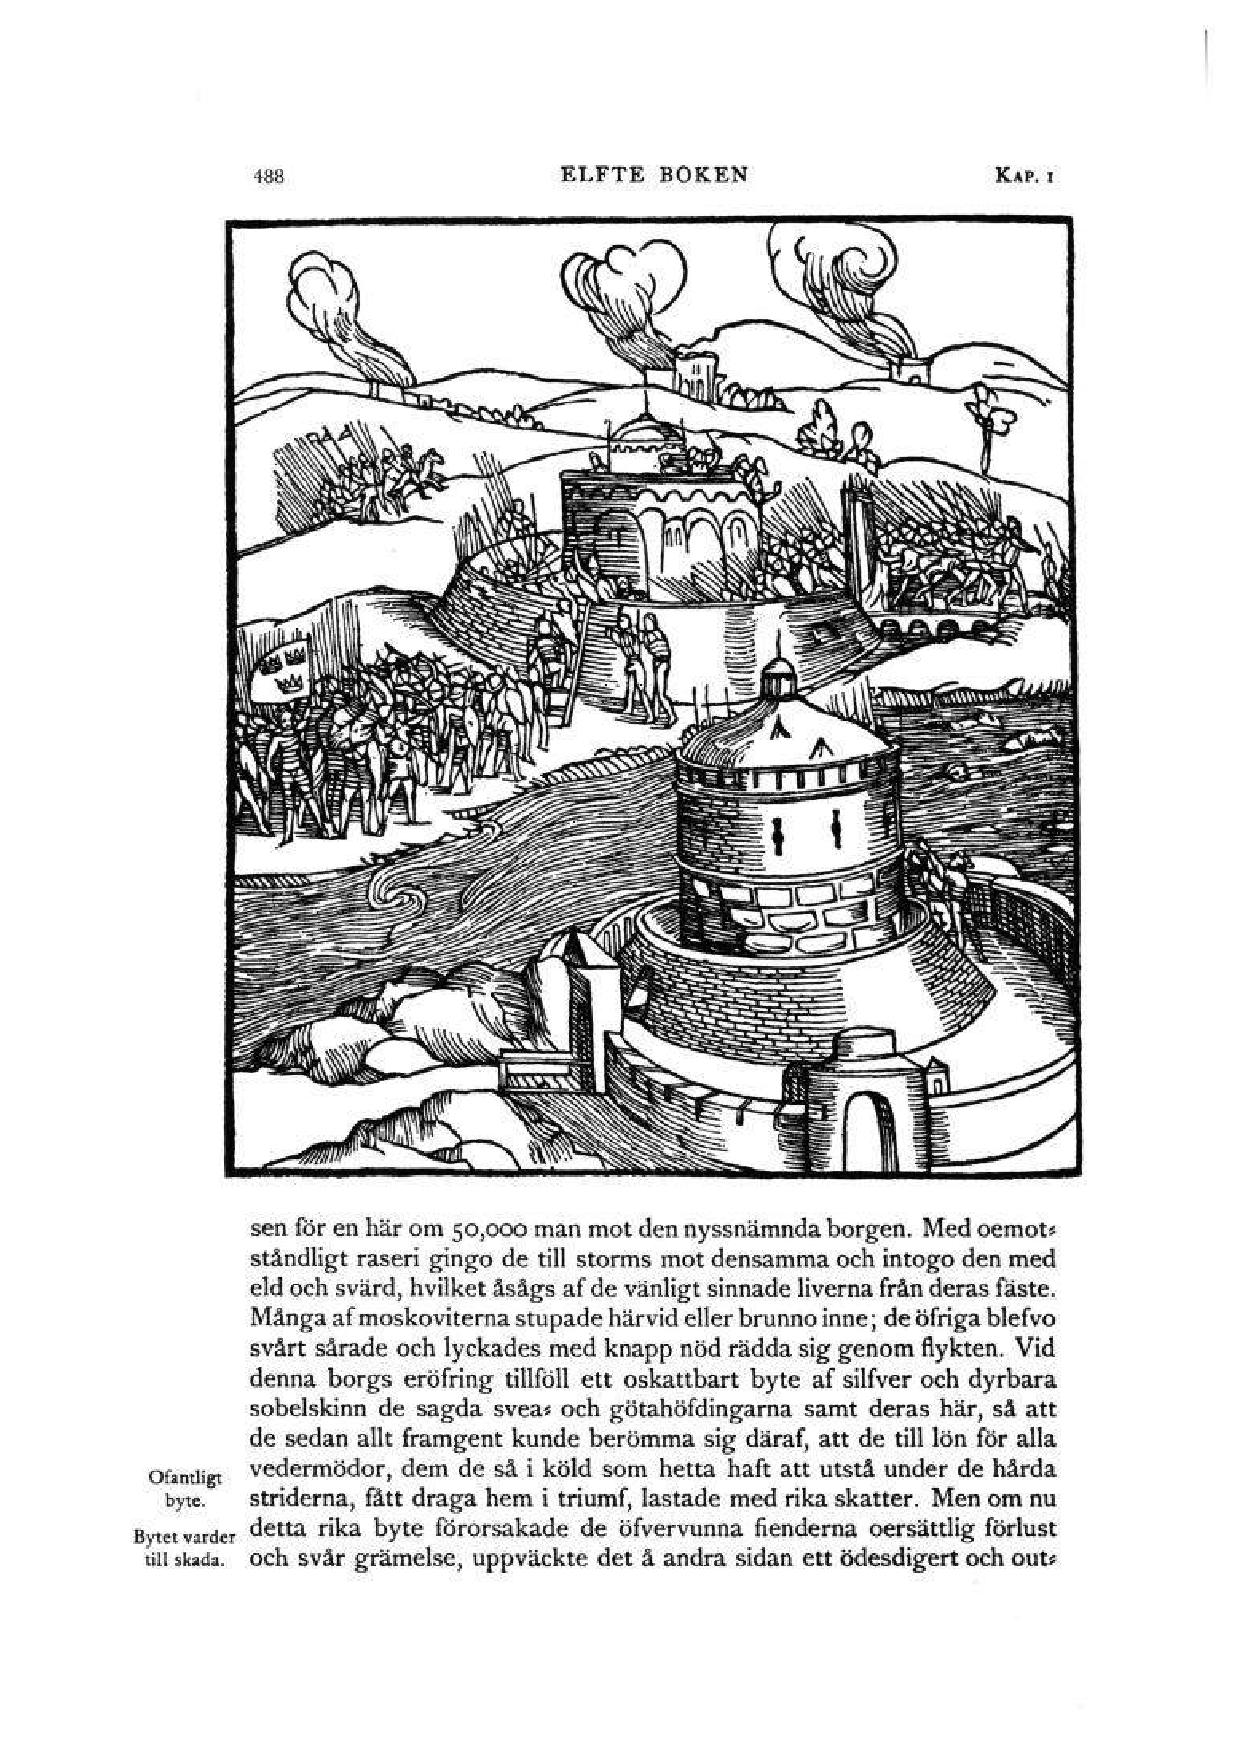 488 ELFTE BOKEN KAP. 1
sen för en här om 50,000 man mot den nyssnämnda borgen. Med oemot⸗
ståndligt raseri gingo de till storms mot densamma och intogo den med
eld och svärd, hvilket åsågs af de vänligt sinnade liverna från deras fäste.
Många af moskoviterna stupade härvid eller brunno inne; de öfriga blefvo
svårt sårade och lyckades med knapp nöd rädda sig genom flykten. Vid
denna borgs eröfring tillföll ett oskattbart byte af silfver och dyrbara
sobelskinn de sagda svea⸗ och götahöfdingarna samt deras här, så att
de sedan allt framgent kunde berömma sig däraf, att de till lön för alla
vedermödor, dem de så i köld som hetta haft att utstå under de hårda
striderna, fått draga hem i triumf, lastade med rika skatter. Men om nu
detta rika byte förorsakade de öfvervunna fienderna oersättlig förlust
och svår grämelse, uppväckte det å andra sidan ett ödesdigert och out⸗
Ofantligt
byte.
Bytet varder
till skada.